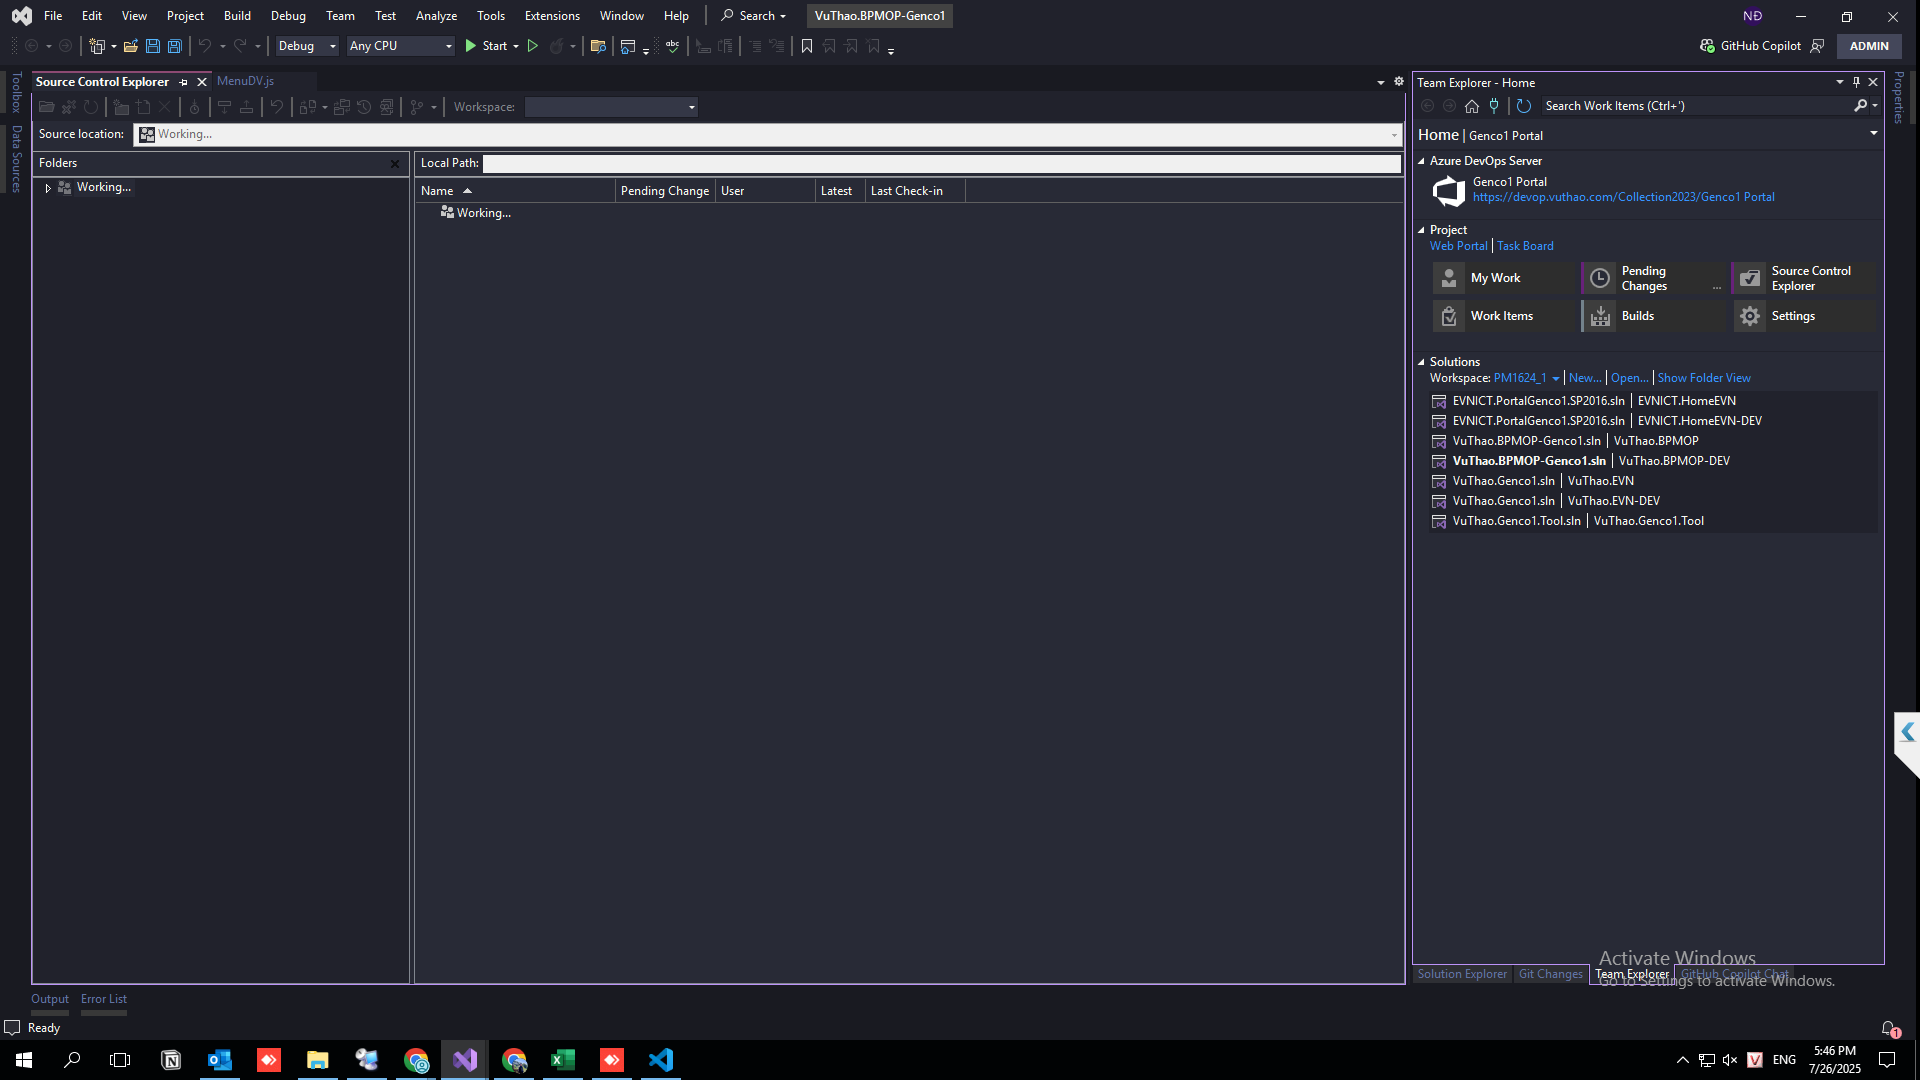 File Edit View Project Build Debug Team Test Analyze Tools Extensions Window Help Search VuThao.BPMOP-Genco1 NĐ
Debug Any CPU Start GitHub Copilot ADMIN
Toolbox
Data Sources
Source Control Explorer MenuDV.js
Workspace:
Source location: Working...
Folders
Working...
Local Path:
Name Pending Change User Latest Last Check-in
Working...
Team Explorer - Home
Search Work Items (Ctrl+')
Home | Genco1 Portal
Azure DevOps Server
Genco1 Portal
https://devop.vuthao.com/Collection2023/Genco1 Portal
Project
Web Portal | Task Board
My Work
Pending Changes ...
Source Control Explorer
Work Items
Builds
Settings
Solutions
Workspace: PM1624_1 | New... | Open... | Show Folder View
EVNICT.PortalGenco1.SP2016.sln | EVNICT.HomeEVN
EVNICT.PortalGenco1.SP2016.sln | EVNICT.HomeEVN-DEV
VuThao.BPMOP-Genco1.sln | VuThao.BPMOP
VuThao.BPMOP-Genco1.sln | VuThao.BPMOP-DEV
VuThao.Genco1.sln | VuThao.EVN
VuThao.Genco1.sln | VuThao.EVN-DEV
VuThao.Genco1.Tool.sln | VuThao.Genco1.Tool
Properties
Activate Windows
Go to Settings to activate Windows.
Solution Explorer Git Changes Team Explorer GitHub Copilot Chat
Output Error List
Ready
1
ENG
5:46 PM
7/26/2025